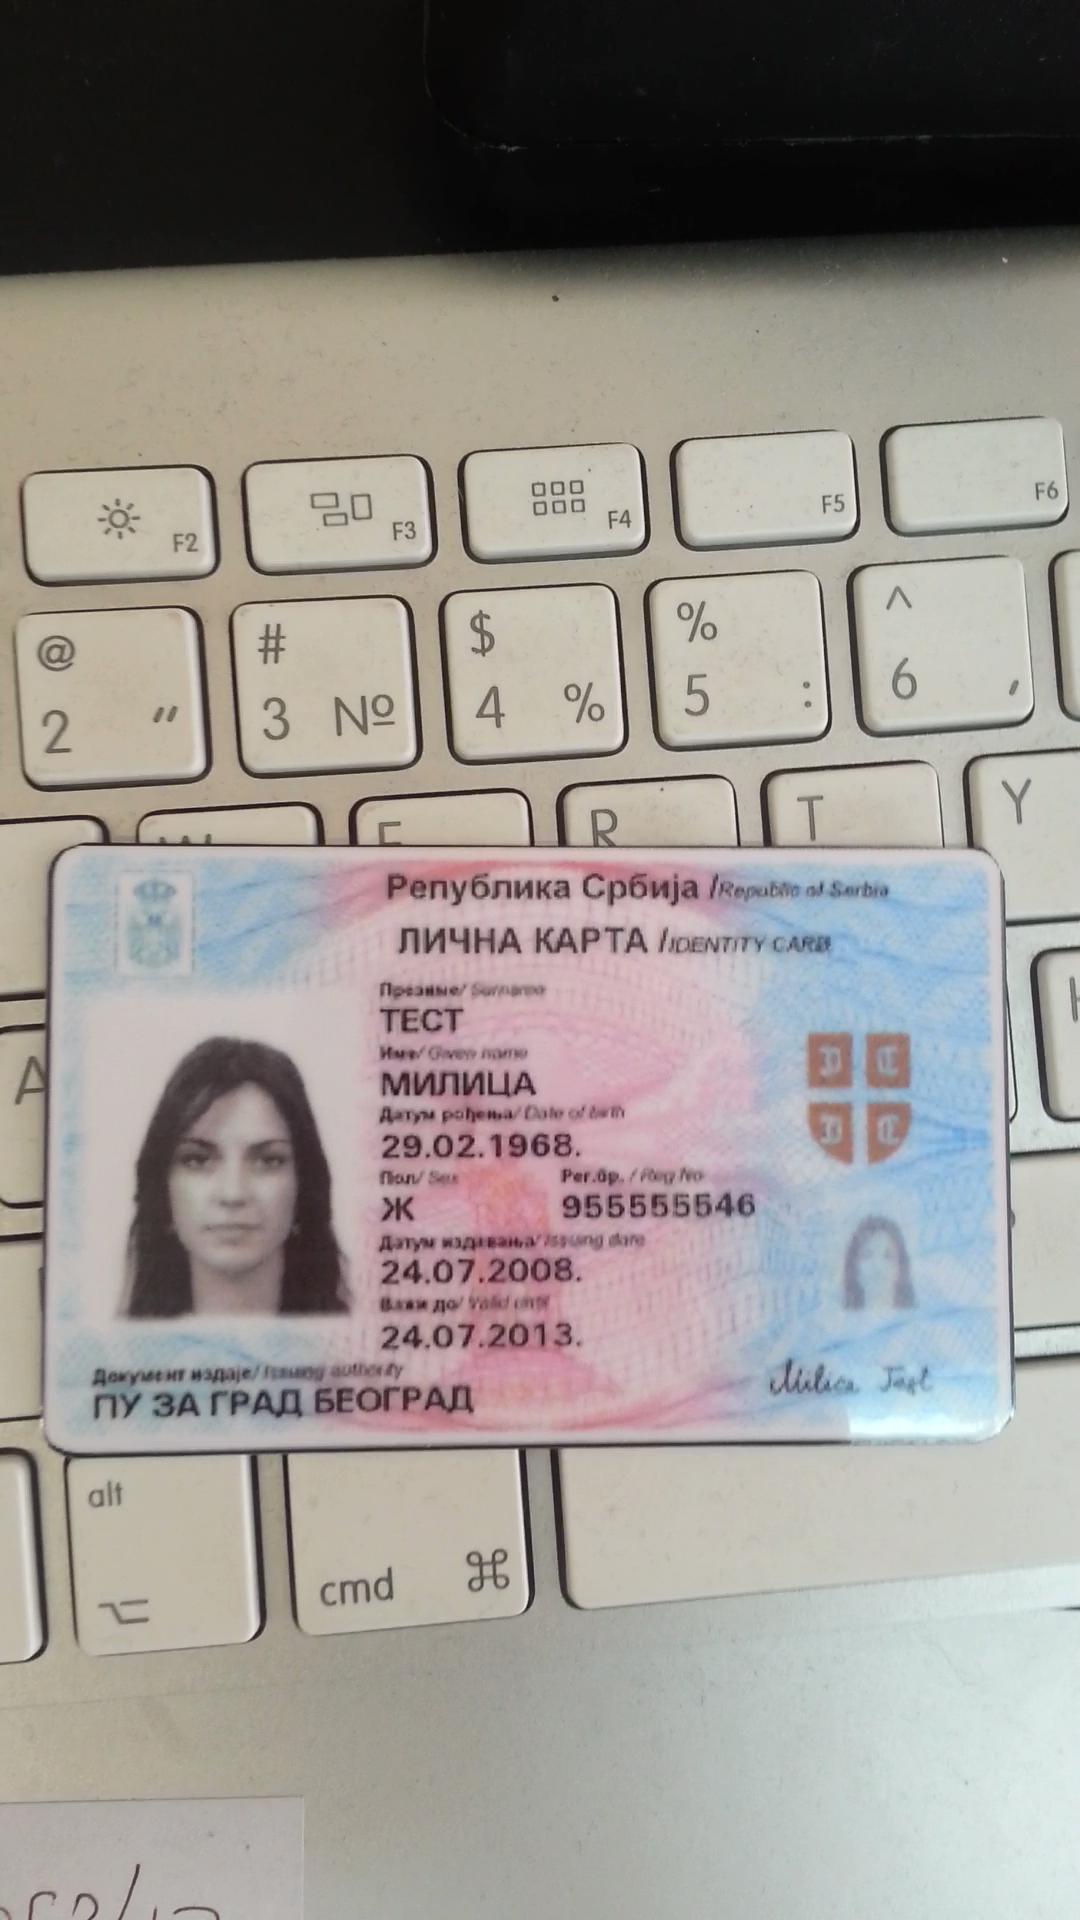 F2 F3 F4 F5 F6
@ # $ % ^
2 " 3 № 4 % 5 : 6 ,
E R T Y
Република Србија /Republic of Serbia
ЛИЧНА КАРТА /IDENTITY CARD
Презиме/ Surname
ТЕСТ
Име/ Given name
МИЛИЦА
Датум рођења/ Date of birth
29.02.1968.
Пол/ Sex Рег.бр. / Reg No
Ж 955555546
Датум издавања/ Issuing date
24.07.2008.
Важи до/ Valid until
24.07.2013.
Документ издаје/ Issuing authority
ПУ ЗА ГРАД БЕОГРАД
Milica Test
A
alt
cmd ⌘